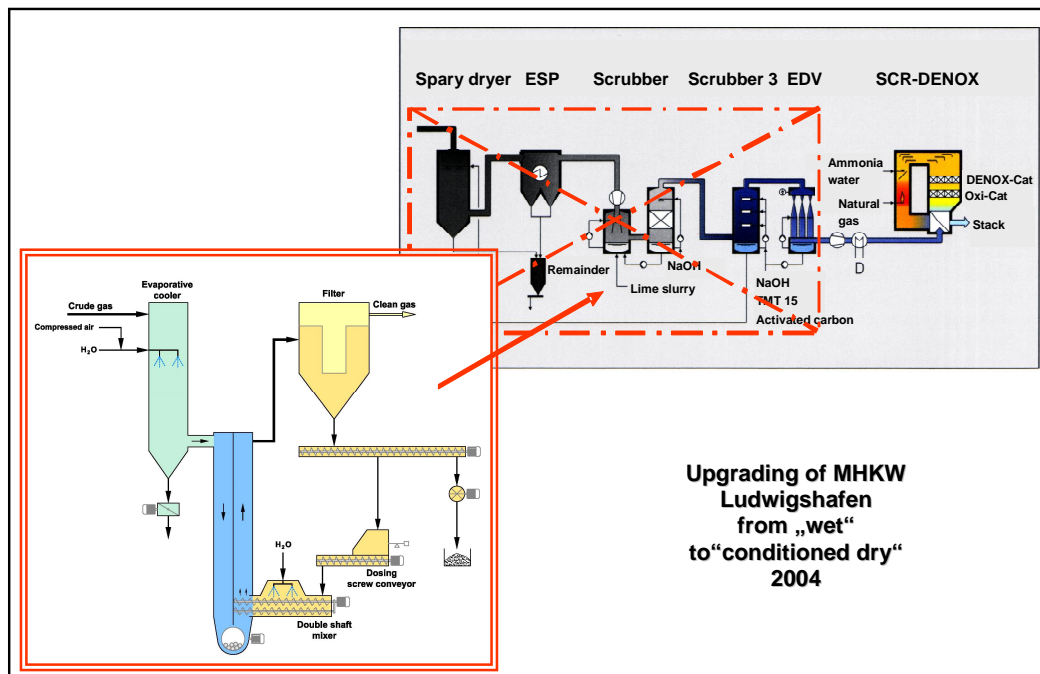 Spary dryer ESP Scrubber Scrubber 3 EDV SCR-DENOX
Ammonia
water
Natural
gas
DENOX-Cat
Oxi-Cat
Stack
D
Remainder
NaOH
Lime slurry
NaOH
TMT 15
Activated carbon
Evaporative
cooler
Crude gas
Compressed air
H₂O
Filter
Clean gas
H₂O
Dosing
screw conveyor
Double shaft
mixer
Upgrading of MHKW
Ludwigshafen
from „wet“
to“conditioned dry“
2004